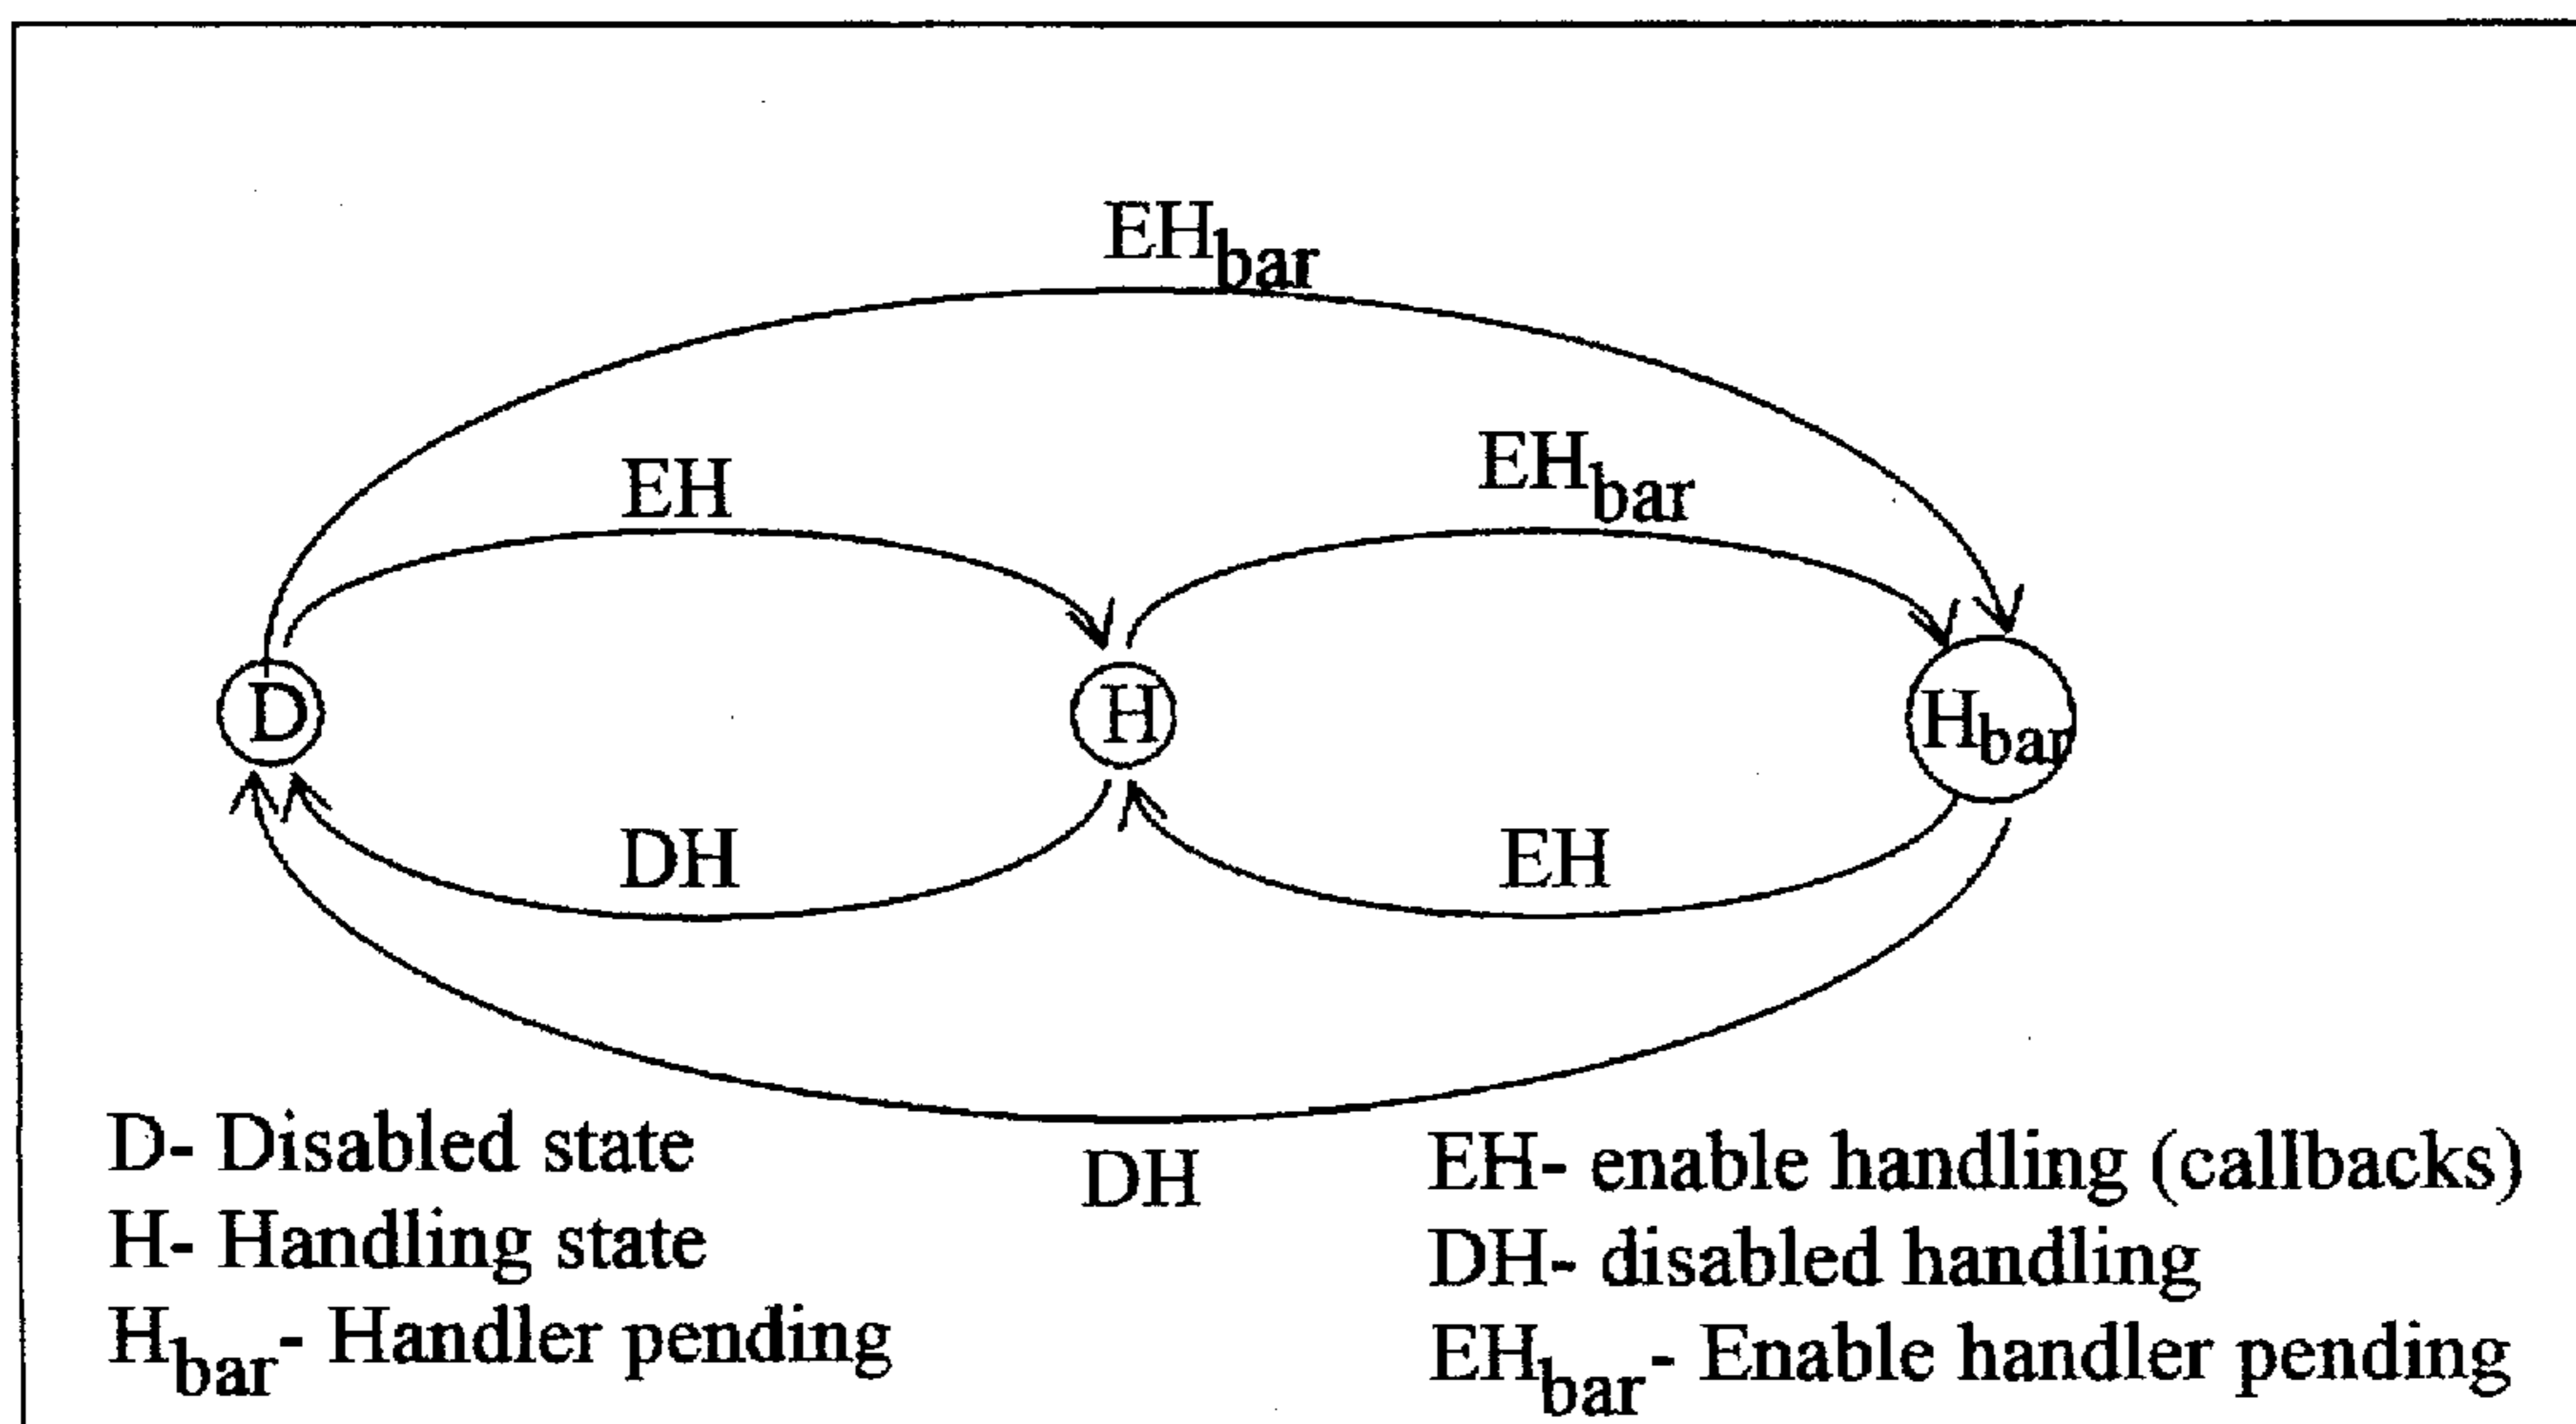 EHbar
EH
EHbar
D
H
Hbar
DH
EH
DH
D- Disabled state
H- Handling state
Hbar- Handler pending
EH- enable handling (callbacks)
DH- disabled handling
EHbar- Enable handler pending